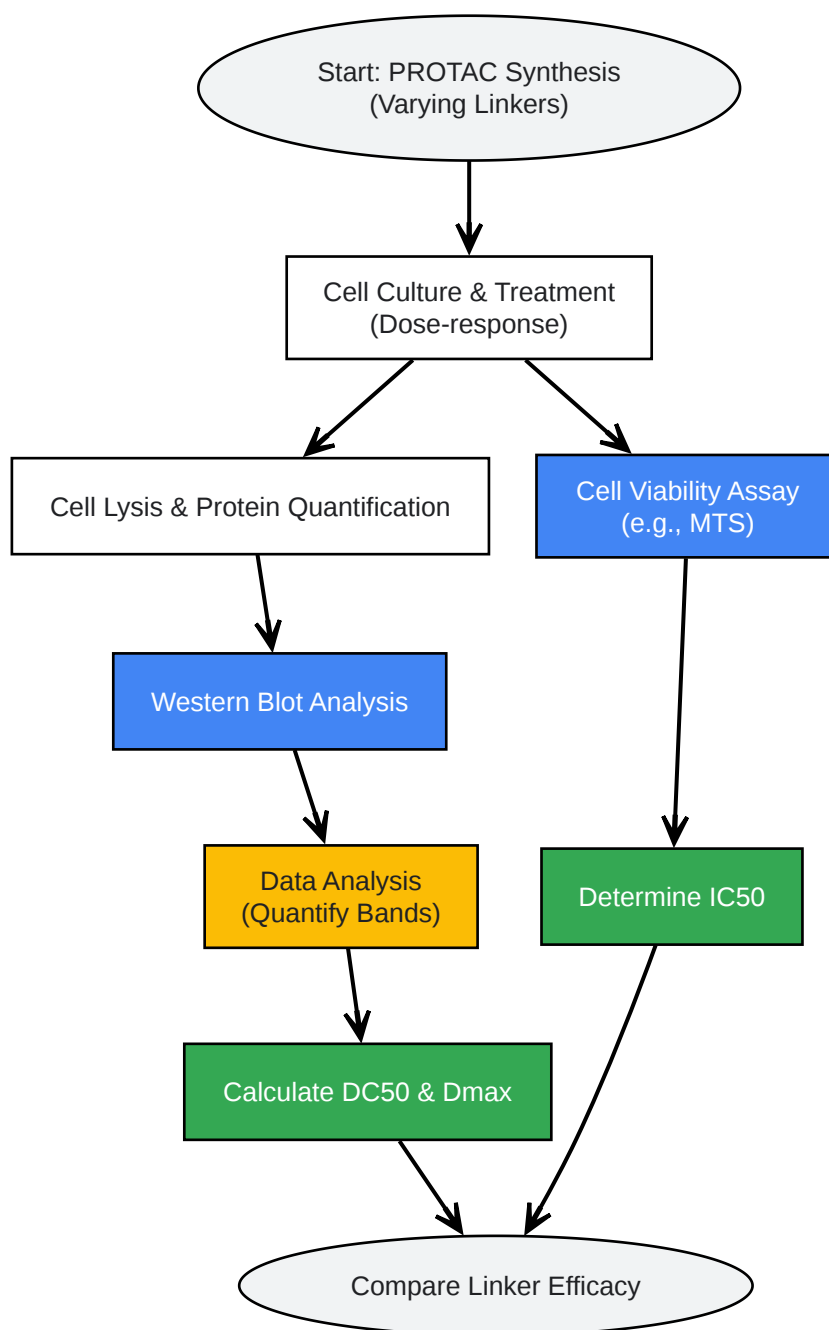 Start: PROTAC Synthesis
(Varying Linkers)
Cell Culture & Treatment
(Dose-response)
Cell Lysis & Protein Quantification
Cell Viability Assay
(e.g., MTS)
Western Blot Analysis
Data Analysis
(Quantify Bands)
Determine IC50
Calculate DC50 & Dmax
Compare Linker Efficacy